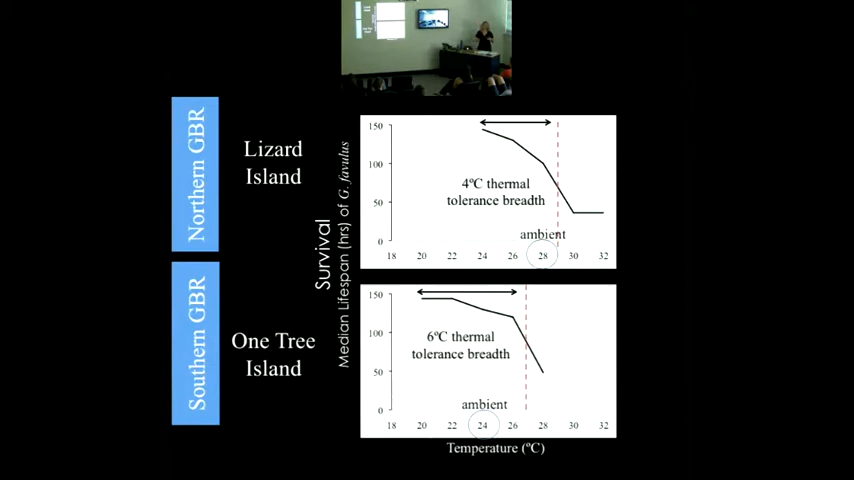 Northern GBR
Lizard
Island
Southern GBR
One Tree
Island
Survival
Median Lifespan (hrs) of G. favulus
150
100
50
0
4ºC thermal
tolerance breadth
ambient
18 20 22 24 26 28 30 32
150
100
50
0
6ºC thermal
tolerance breadth
ambient
18 20 22 24 26 28 30 32
Temperature (ºC)